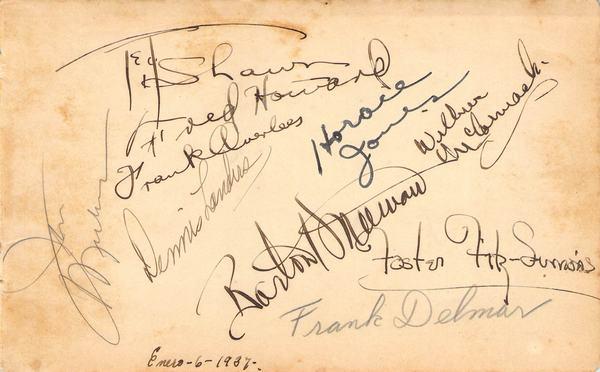 Ted Shawn
Fred Howard
Frank Overlees
Horace
Jones
Wilbur
McCormack.
Dennis Landers
John
Barton Mumaw
Foster Fitz-Simons
Frank Delmar
Enero-6-1937-